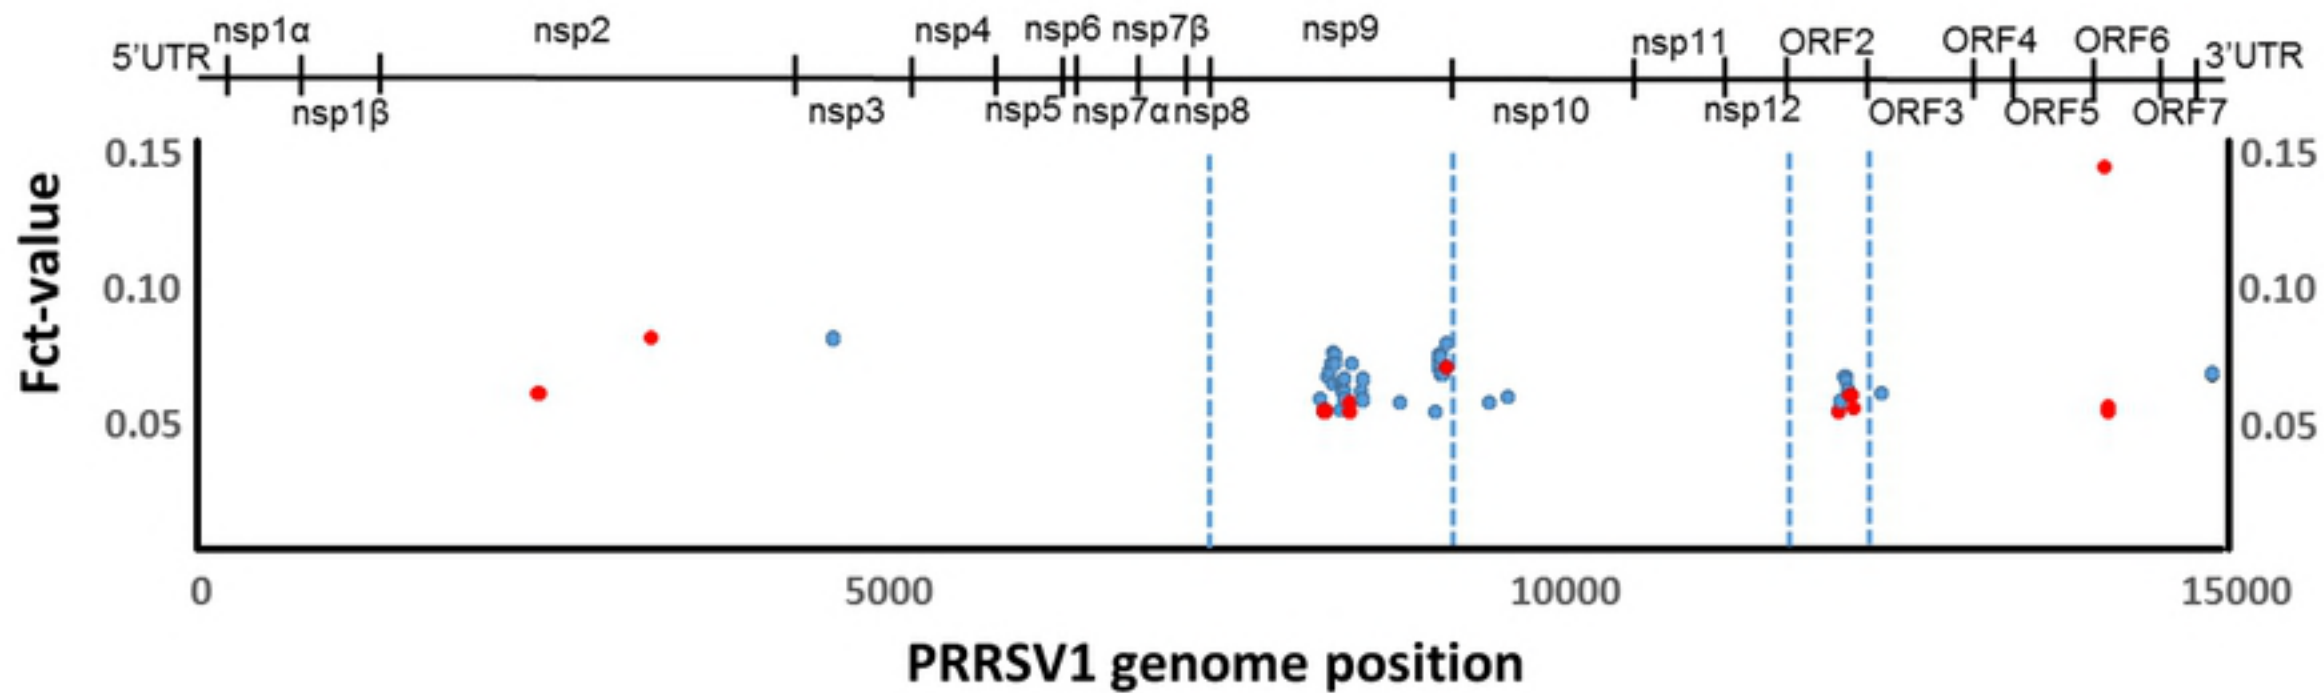 nsp1α nsp2 nsp4 nsp6 nsp7β nsp9 nsp11 ORF2 ORF4 ORF6
5'UTR 3'UTR
nsp1β nsp3 nsp5 nsp7α nsp8 nsp10 nsp12 ORF3 ORF5 ORF7
0.15 0.15
0.10 0.10
0.05 0.05
Fct-value
0 5000 10000 15000
PRRSV1 genome position